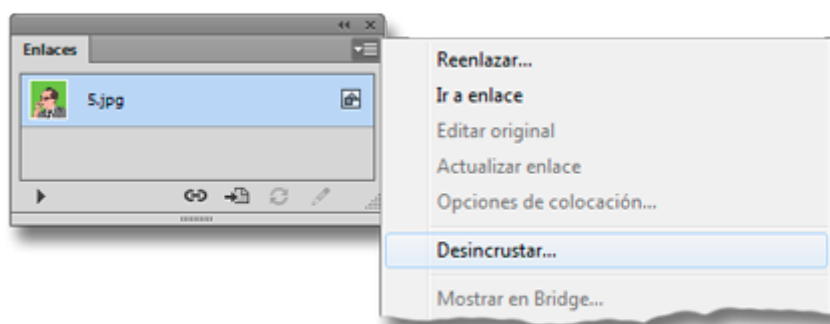 Enlaces
5.jpg
Reenlazar...
Ir a enlace
Editar original
Actualizar enlace
Opciones de colocación...
Desincrustar...
Mostrar en Bridge...